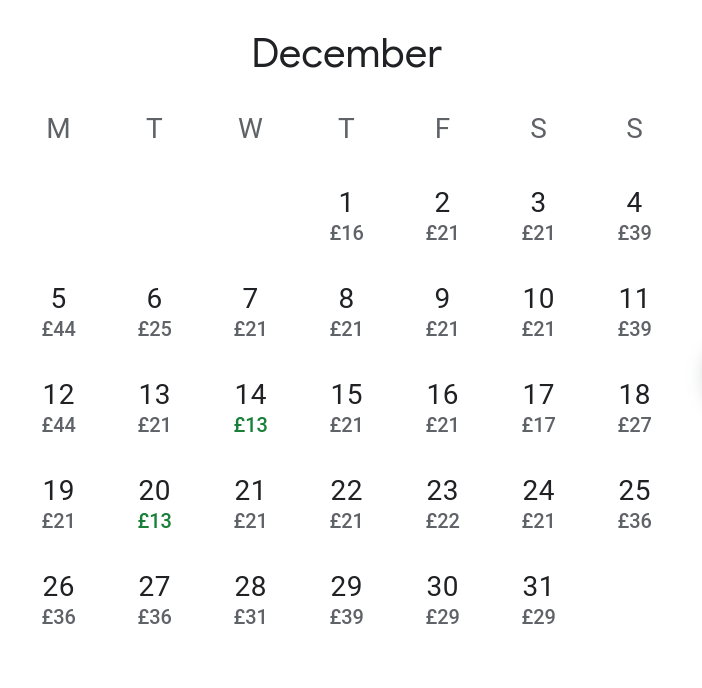 December
M T W T F S S
1 2 3 4
£16 £21 £21 £39
5 6 7 8 9 10 11
£44 £25 £21 £21 £21 £21 £39
12 13 14 15 16 17 18
£44 £21 £13 £21 £21 £17 £27
19 20 21 22 23 24 25
£21 £13 £21 £21 £22 £21 £36
26 27 28 29 30 31
£36 £36 £31 £39 £29 £29